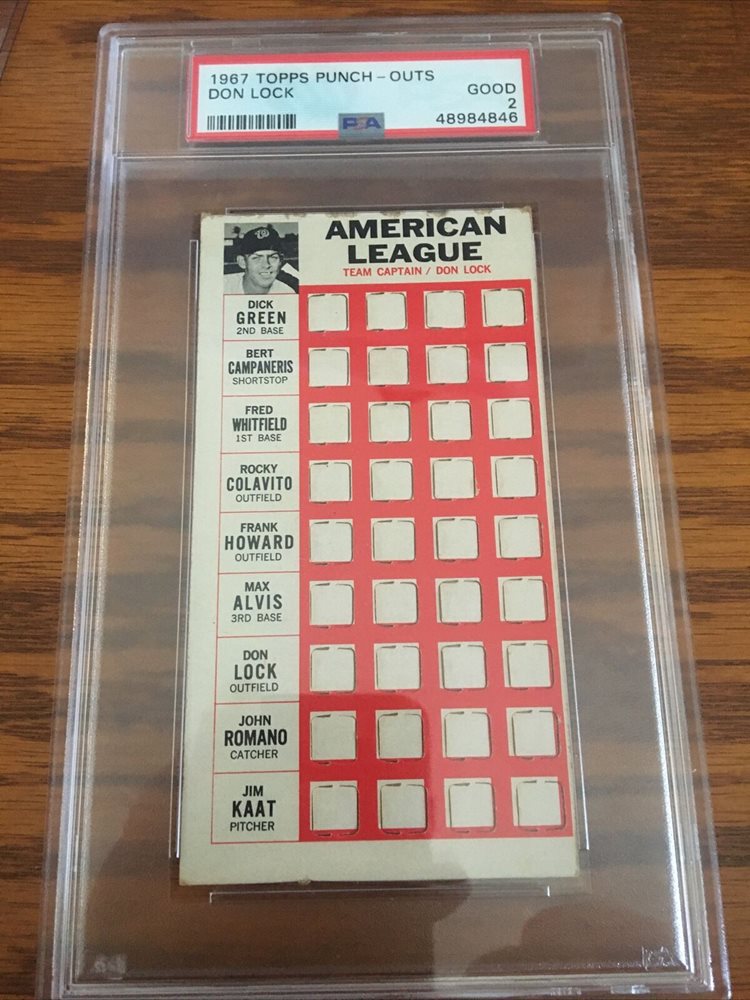 1967 TOPPS PUNCH-OUTS
DON LOCK
GOOD
2
PSA
48984846
AMERICAN
LEAGUE
TEAM CAPTAIN / DON LOCK
DICK
GREEN
2ND BASE
BERT
CAMPANERIS
SHORTSTOP
FRED
WHITFIELD
1ST BASE
ROCKY
COLAVITO
OUTFIELD
FRANK
HOWARD
OUTFIELD
MAX
ALVIS
3RD BASE
DON
LOCK
OUTFIELD
JOHN
ROMANO
CATCHER
JIM
KAAT
PITCHER